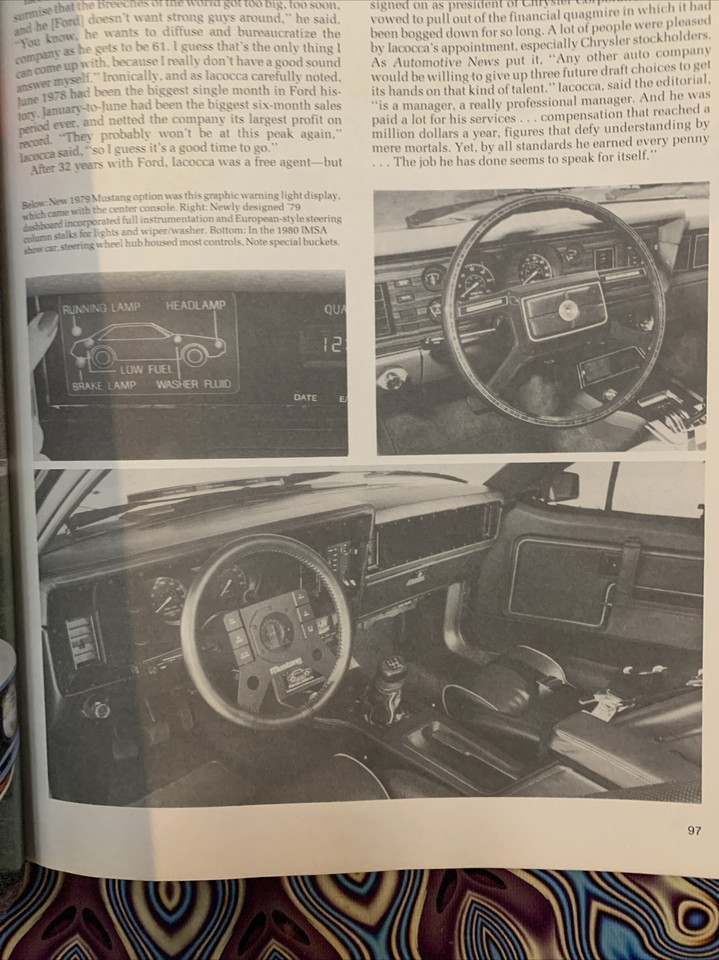 surmise that the Breeches of the world got too big, too soon,
and he [Ford] doesn't want strong guys around," he said.
"You know, he wants to diffuse and bureaucratize the
company as he gets to be 61. I guess that's the only thing I
can come up with, because I really don't have a good sound
answer myself." Ironically, and as Iacocca carefully noted,
June 1978 had been the biggest single month in Ford his-
tory. January-to-June had been the biggest six-month sales
period ever, and netted the company its largest profit on
record. "They probably won't be at this peak again,"
Iacocca said, "so I guess it's a good time to go."
After 32 years with Ford, Iacocca was a free agent—but
signed on as president of Chrysler
vowed to pull out of the financial quagmire in which it had
been bogged down for so long. A lot of people were pleased
by Iacocca's appointment, especially Chrysler stockholders.
As Automotive News put it, "Any other auto company
would be willing to give up three future draft choices to get
its hands on that kind of talent." Iacocca, said the editorial,
"is a manager, a really professional manager. And he was
paid a lot for his services . . . compensation that reached a
million dollars a year, figures that defy understanding by
mere mortals. Yet, by all standards he earned every penny
. . . The job he has done seems to speak for itself."
Below: New 1979 Mustang option was this graphic warning light display,
which came with the center console. Right: Newly designed '79
dashboard incorporated full instrumentation and European-style steering
column stalks for lights and wiper/washer. Bottom: In the 1980 IMSA
show car, steering wheel hub housed most controls. Note special buckets.
RUNNING LAMP HEADLAMP
LOW FUEL
BRAKE LAMP WASHER FLUID
QUA
12
DATE E
Mustang
97